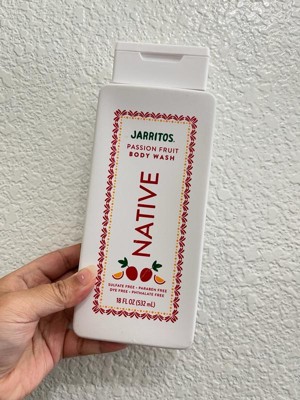 JARRITOS.
PASSION FRUIT
BODY WASH
NATIVE
SULFATE FREE • PARABEN FREE
DYE FREE • PHTHALATE FREE
18 FL OZ (532 mL)